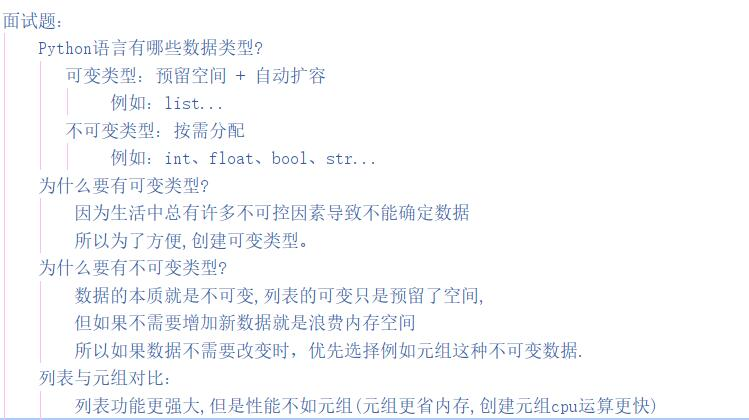 面试题:
Python语言有哪些数据类型?
可变类型: 预留空间 + 自动扩容
例如: list...
不可变类型: 按需分配
例如: int、float、bool、str...
为什么要有可变类型?
因为生活中总有许多不可控因素导致不能确定数据
所以为了方便,创建可变类型。
为什么要有不可变类型?
数据的本质就是不可变,列表的可变只是预留了空间,
但如果不需要增加新数据就是浪费内存空间
所以如果数据不需要改变时, 优先选择例如元组这种不可变数据.
列表与元组对比:
列表功能更强大,但是性能不如元组(元组更省内存,创建元组cpu运算更快)